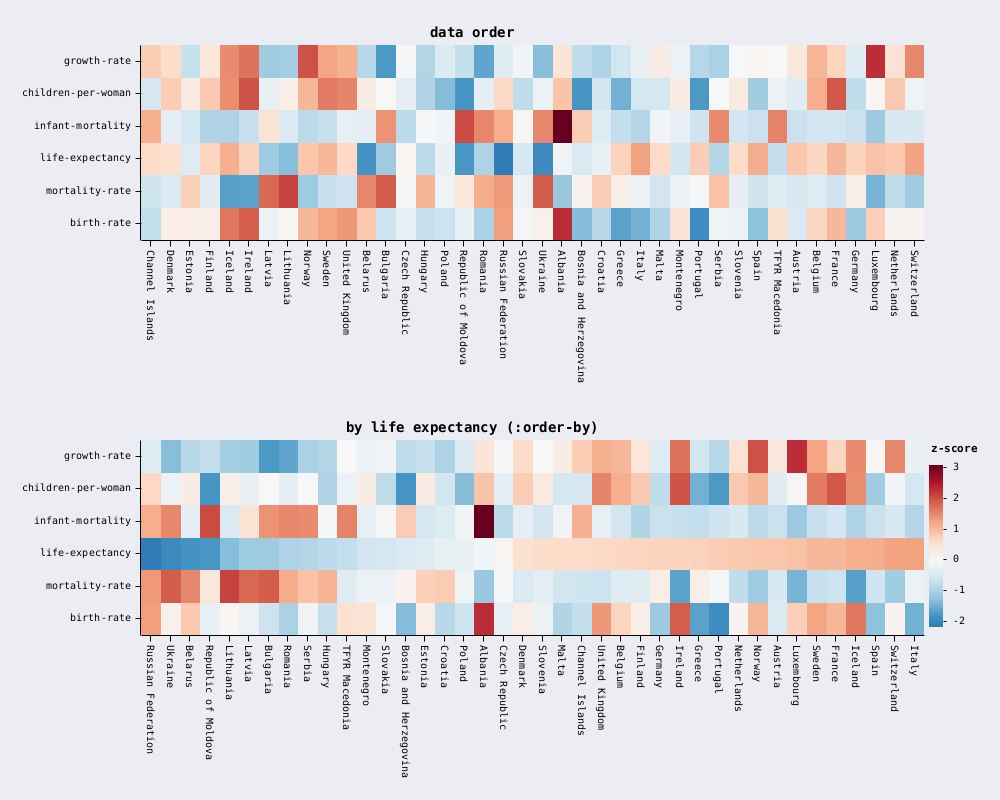 data order
growth-rate
children-per-woman
infant-mortality
life-expectancy
mortality-rate
birth-rate
Channel Islands
Denmark
Estonia
Finland
Iceland
Ireland
Latvia
Lithuania
Norway
Sweden
United Kingdom
Belarus
Bulgaria
Czech Republic
Hungary
Poland
Republic of Moldova
Romania
Russian Federation
Slovakia
Ukraine
Albania
Bosnia and Herzegovina
Croatia
Greece
Italy
Malta
Montenegro
Portugal
Serbia
Slovenia
Spain
TFYR Macedonia
Austria
Belgium
France
Germany
Luxembourg
Netherlands
Switzerland
by life expectancy (:order-by)
growth-rate
children-per-woman
infant-mortality
life-expectancy
mortality-rate
birth-rate
Russian Federation
Ukraine
Belarus
Republic of Moldova
Lithuania
Latvia
Bulgaria
Romania
Serbia
Hungary
TFYR Macedonia
Montenegro
Slovakia
Bosnia and Herzegovina
Estonia
Croatia
Poland
Albania
Czech Republic
Denmark
Slovenia
Malta
Channel Islands
United Kingdom
Belgium
Finland
Germany
Ireland
Greece
Portugal
Netherlands
Norway
Austria
Luxembourg
Sweden
France
Iceland
Spain
Switzerland
Italy
z-score
3
2
1
0
-1
-2